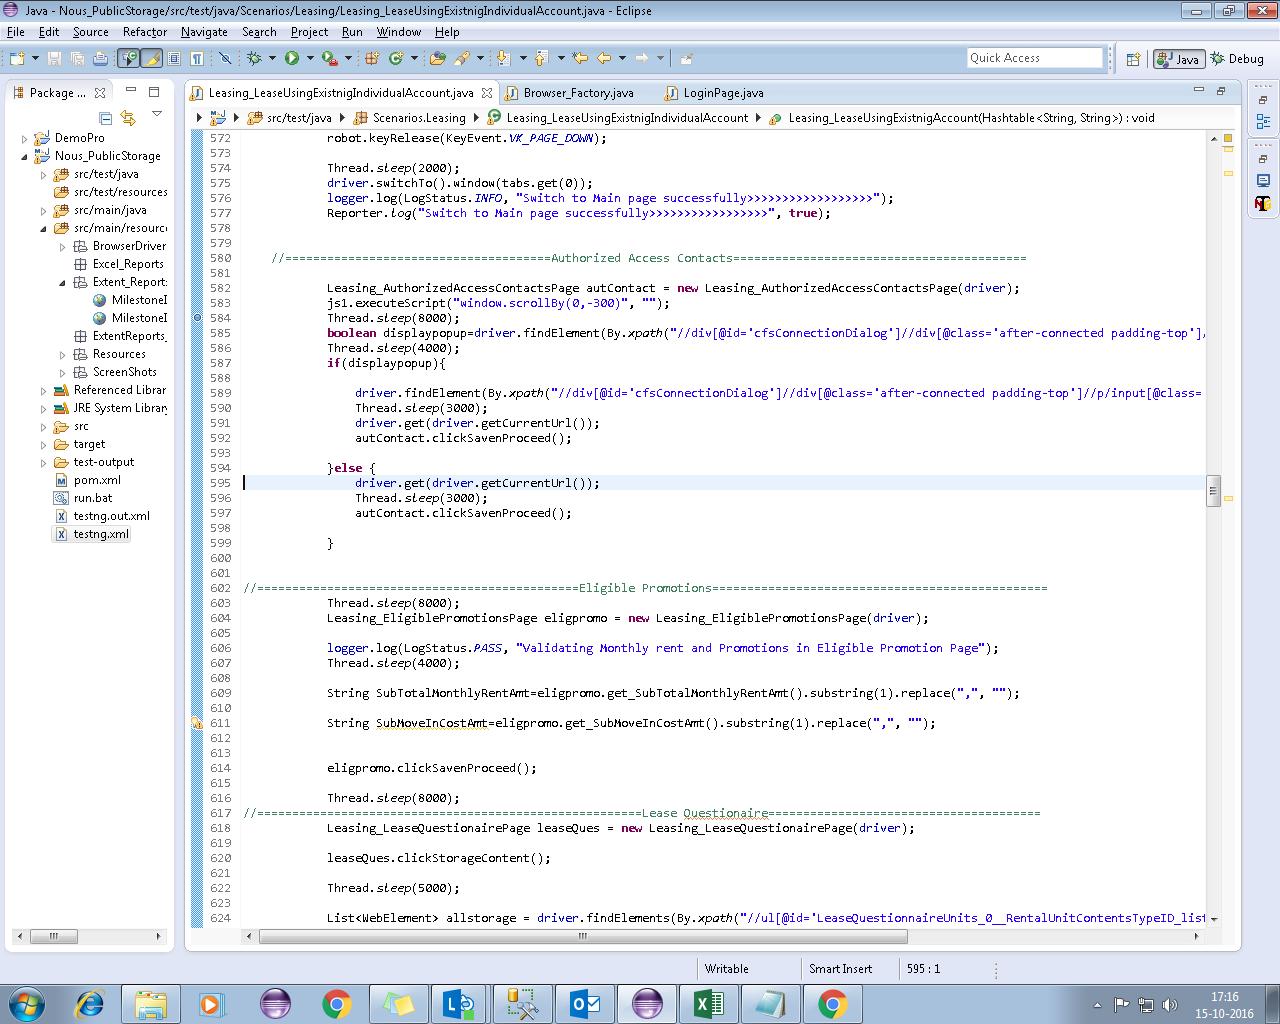 Java - Nous_PublicStorage/src/test/java/Scenarios/Leasing/Leasing_LeaseUsingExistnigIndividualAccount.java - Eclipse
File Edit Source Refactor Navigate Search Project Run Window Help
Quick Access
Java
Debug
Package ...
Leasing_LeaseUsingExistnigIndividualAccount.java
Browser_Factory.java
LoginPage.java
src/test/java
Scenarios.Leasing
Leasing_LeaseUsingExistnigIndividualAccount
Leasing_LeaseUsingExistnigAccount(Hashtable<String, String>) : void
DemoPro
Nous_PublicStorage
src/test/java
src/test/resources
src/main/java
src/main/resourc
BrowserDriver
Excel_Reports
Extent_Report
MilestoneI
MilestoneI
ExtentReports_
Resources
ScreenShots
Referenced Librar
JRE System Library
src
target
test-output
pom.xml
run.bat
testng.out.xml
testng.xml
572 robot.keyRelease(KeyEvent.VK_PAGE_DOWN);
573
574 Thread.sleep(2000);
575 driver.switchTo().window(tabs.get(0));
576 logger.log(LogStatus.INFO, "Switch to Main page successfully>>>>>>>>>>>>>>>>>>");
577 Reporter.log("Switch to Main page successfully>>>>>>>>>>>>>>>>>", true);
578
579
580 //======================================Authorized Access Contacts==========================================
581
582 Leasing_AuthorizedAccessContactsPage autContact = new Leasing_AuthorizedAccessContactsPage(driver);
583 js1.executeScript("window.scrollBy(0,-300)", "");
584 Thread.sleep(8000);
585 boolean displaypopup=driver.findElement(By.xpath("//div[@id='cfsConnectionDialog']//div[@class='after-connected padding-top']/
586 Thread.sleep(4000);
587 if(displaypopup){
588
589 driver.findElement(By.xpath("//div[@id='cfsConnectionDialog']//div[@class='after-connected padding-top']//p/input[@class=
590 Thread.sleep(3000);
591 driver.get(driver.getCurrentUrl());
592 autContact.clickSavenProceed();
593
594 }else {
595 driver.get(driver.getCurrentUrl());
596 Thread.sleep(3000);
597 autContact.clickSavenProceed();
598
599 }
600
601
602 //==============================================Eligible Promotions================================================
603 Thread.sleep(8000);
604 Leasing_EligiblePromotionsPage eligpromo = new Leasing_EligiblePromotionsPage(driver);
605
606 logger.log(LogStatus.PASS, "Validating Monthly rent and Promotions in Eligible Promotion Page");
607 Thread.sleep(4000);
608
609 String SubTotalMonthlyRentAmt=eligpromo.get_SubTotalMonthlyRentAmt().substring(1).replace(",", "");
610
611 String SubMoveInCostAmt=eligpromo.get_SubMoveInCostAmt().substring(1).replace(",", "");
612
613
614 eligpromo.clickSavenProceed();
615
616 Thread.sleep(8000);
617 //=======================================================Lease Questionaire=======================================
618 Leasing_LeaseQuestionairePage leaseQues = new Leasing_LeaseQuestionairePage(driver);
619
620 leaseQues.clickStorageContent();
621
622 Thread.sleep(5000);
623
624 List<WebElement> allstorage = driver.findElements(By.xpath("//ul[@id='LeaseQuestionnaireUnits_0__RentalUnitContentsTypeID_list
Writable
Smart Insert
595 : 1
17:16
15-10-2016